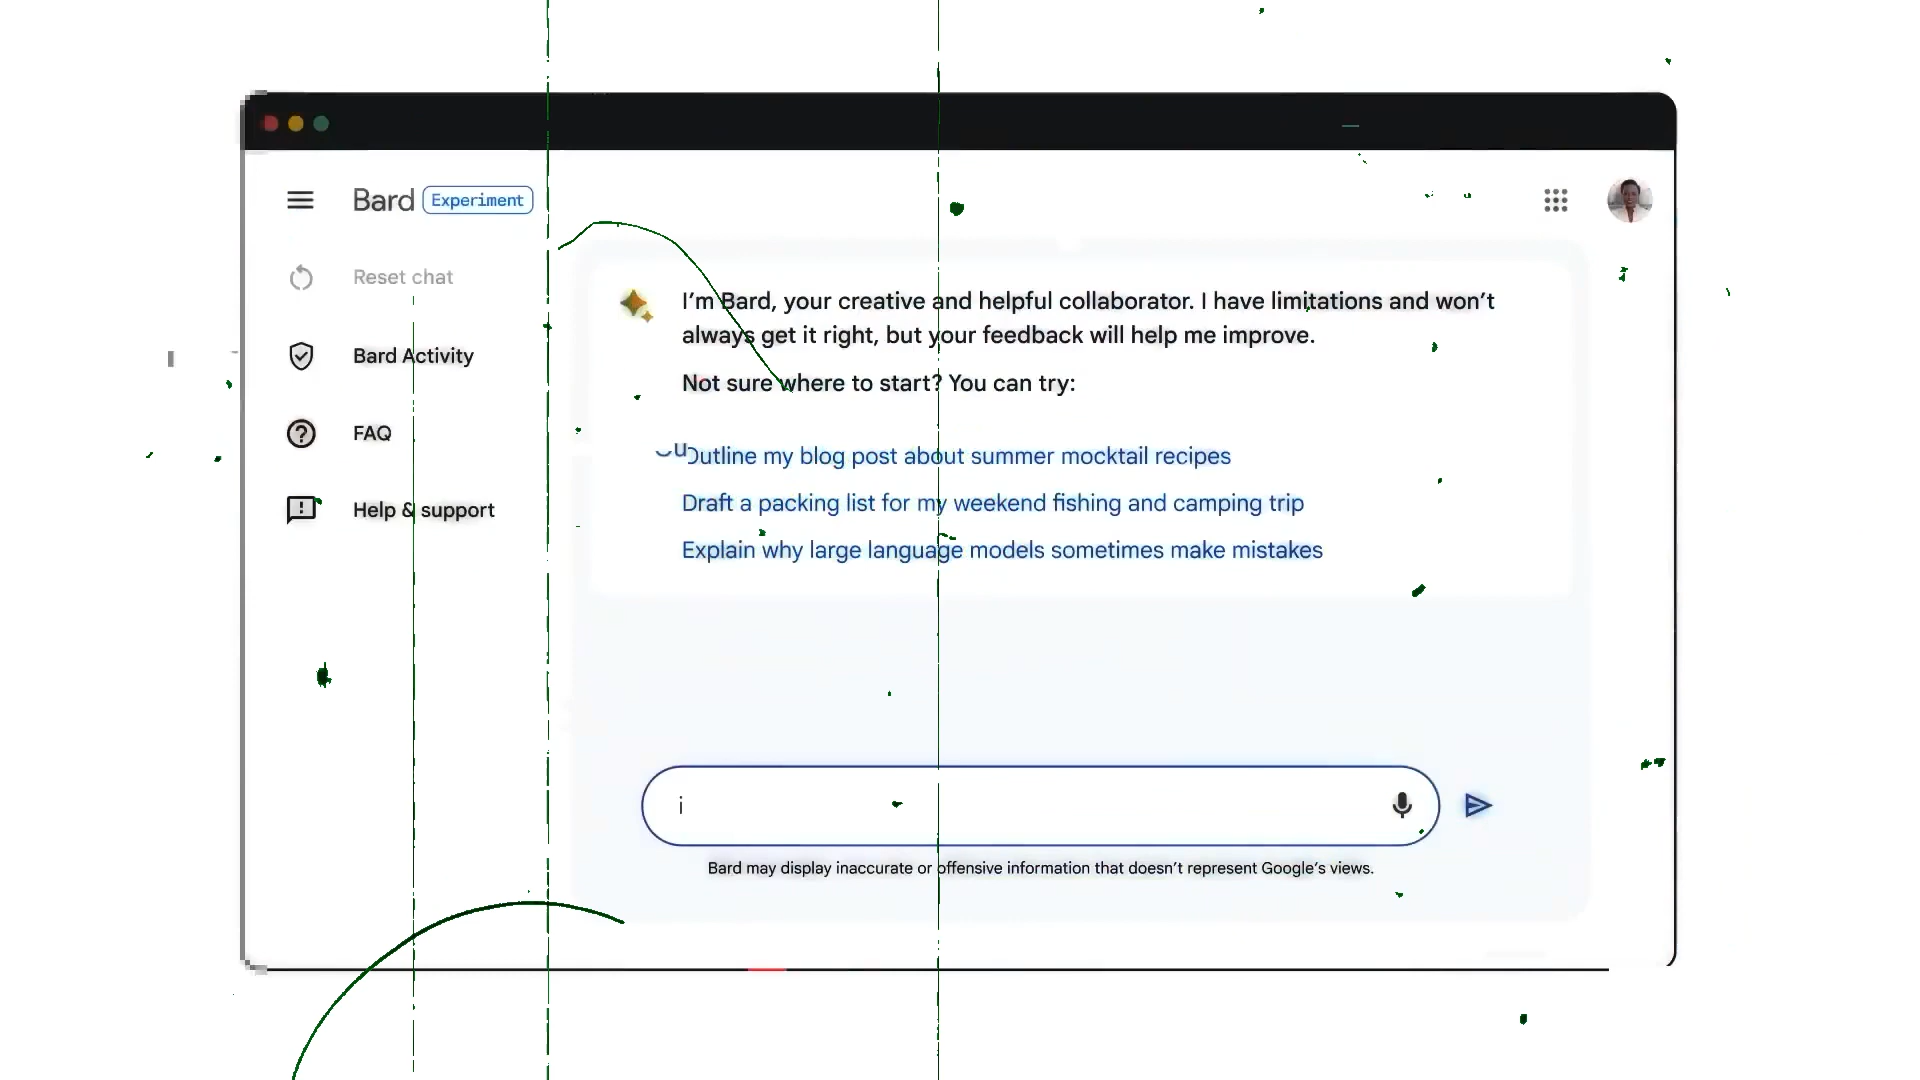 Bard Experiment
Reset chat
Bard Activity
FAQ
Help & support
I'm Bard, your creative and helpful collaborator. I have limitations and won't
always get it right, but your feedback will help me improve.
Not sure where to start? You can try:
Outline my blog post about summer mocktail recipes
Draft a packing list for my weekend fishing and camping trip
Explain why large language models sometimes make mistakes
i
Bard may display inaccurate or offensive information that doesn't represent Google's views.